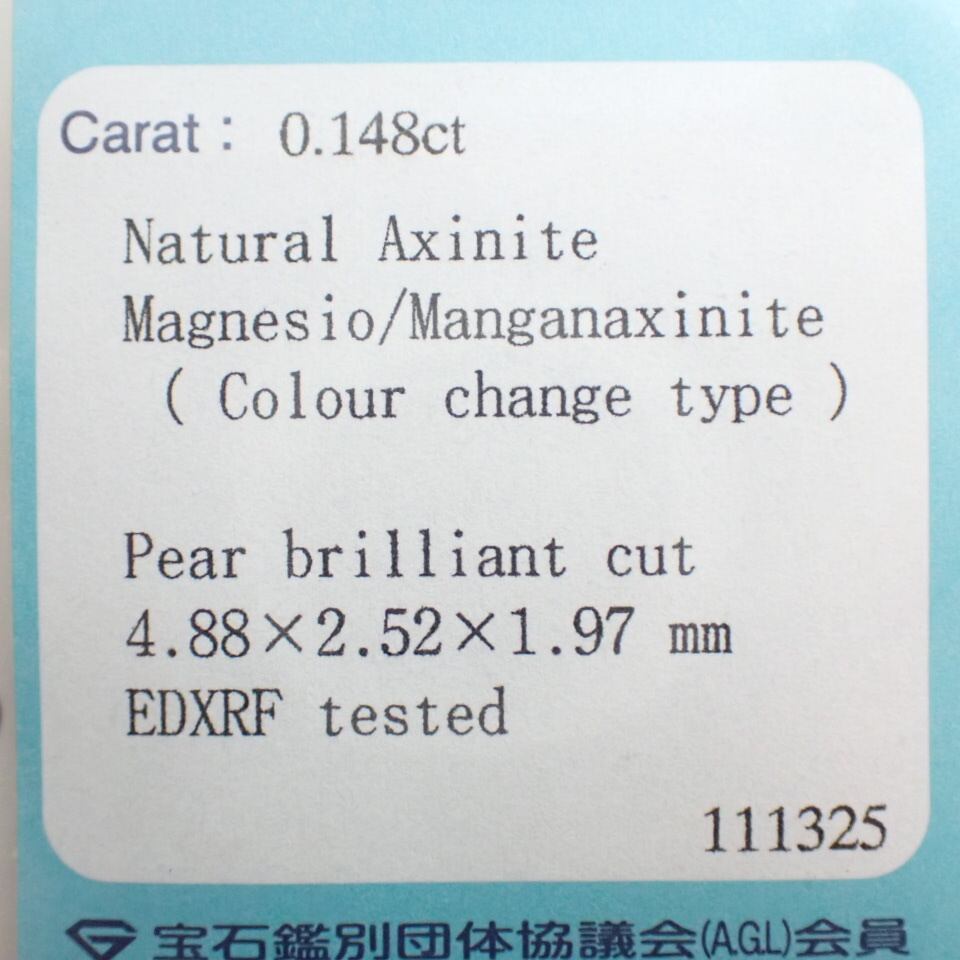 Carat : 0.148ct
Natural Axinite
Magnesio/Manganaxinite
( Colour change type )
Pear brilliant cut
4.88×2.52×1.97 mm
EDXRF tested
111325
宝石鑑別団体協議会(A.G.L)会員